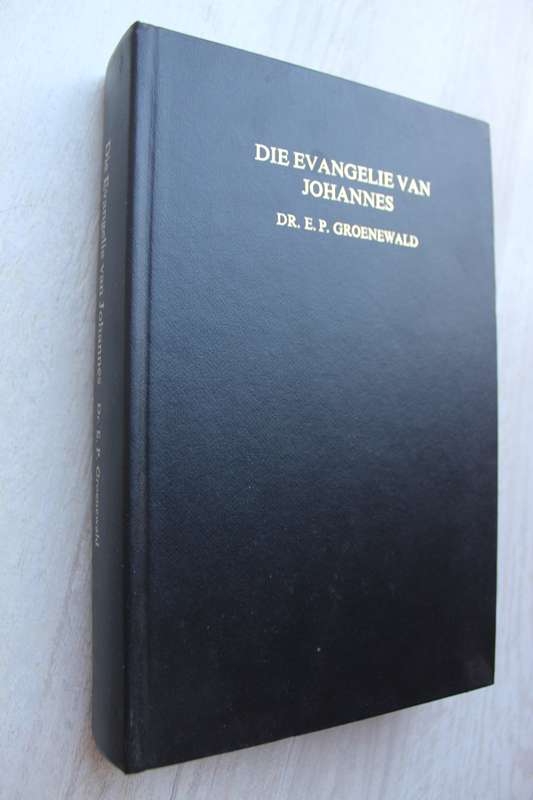 DIE EVANGELIE VAN
JOHANNES
DR. E. P. GROENEWALD
Die Evangelie van Johannes Dr. E. P. Groenewald